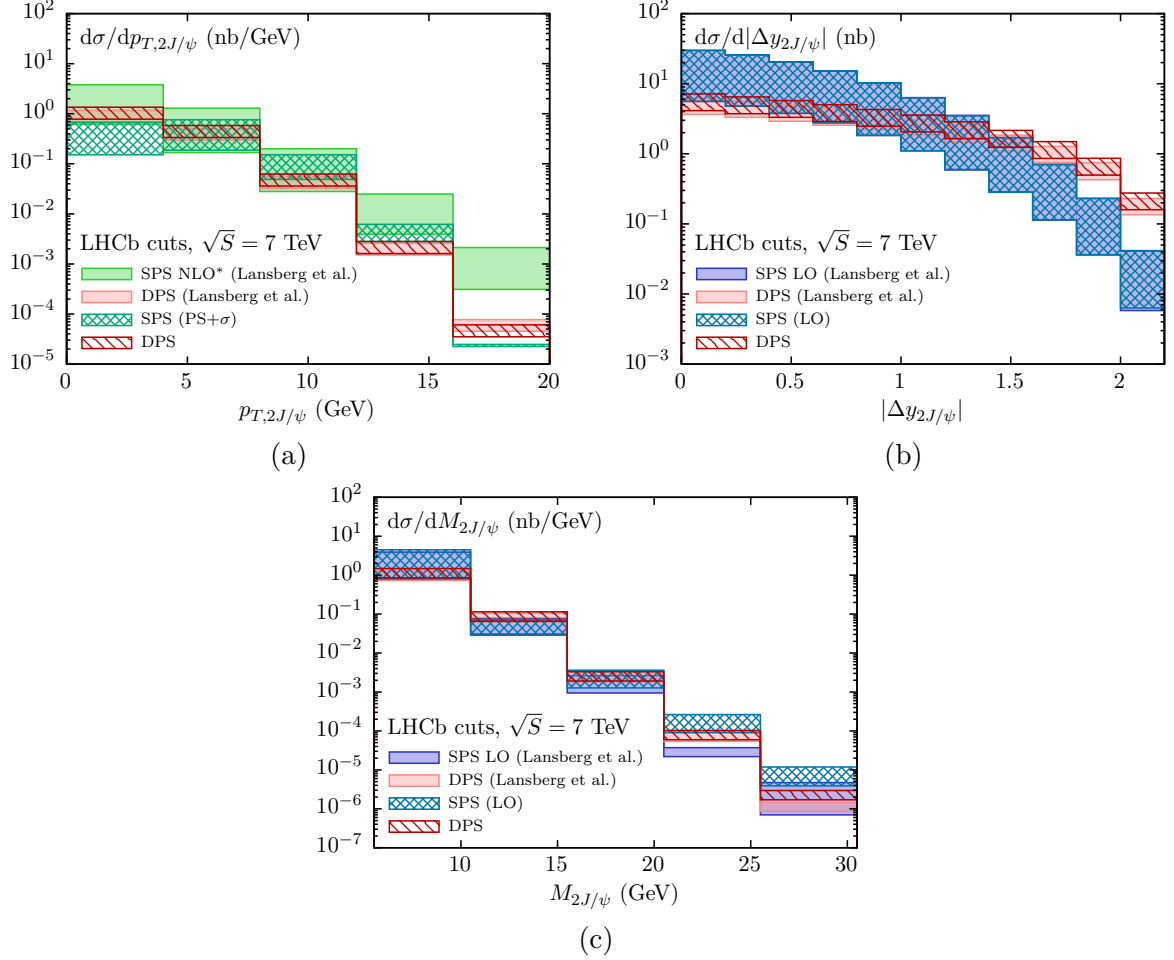 dσ/dp_{T,2J/ψ} (nb/GeV)
10^2
10^1
10^0
10^{-1}
10^{-2}
10^{-3}
10^{-4}
10^{-5}
LHCb cuts, √S = 7 TeV
SPS NLO* (Lansberg et al.)
DPS (Lansberg et al.)
SPS (PS+σ)
DPS
0 5 10 15 20
p_{T,2J/ψ} (GeV)
(a)
dσ/d|Δy_{2J/ψ}| (nb)
10^2
10^1
10^0
10^{-1}
10^{-2}
10^{-3}
LHCb cuts, √S = 7 TeV
SPS LO (Lansberg et al.)
DPS (Lansberg et al.)
SPS (LO)
DPS
0 0.5 1 1.5 2
|Δy_{2J/ψ}|
(b)
dσ/dM_{2J/ψ} (nb/GeV)
10^2
10^1
10^0
10^{-1}
10^{-2}
10^{-3}
10^{-4}
10^{-5}
10^{-6}
10^{-7}
LHCb cuts, √S = 7 TeV
SPS LO (Lansberg et al.)
DPS (Lansberg et al.)
SPS (LO)
DPS
10 15 20 25 30
M_{2J/ψ} (GeV)
(c)